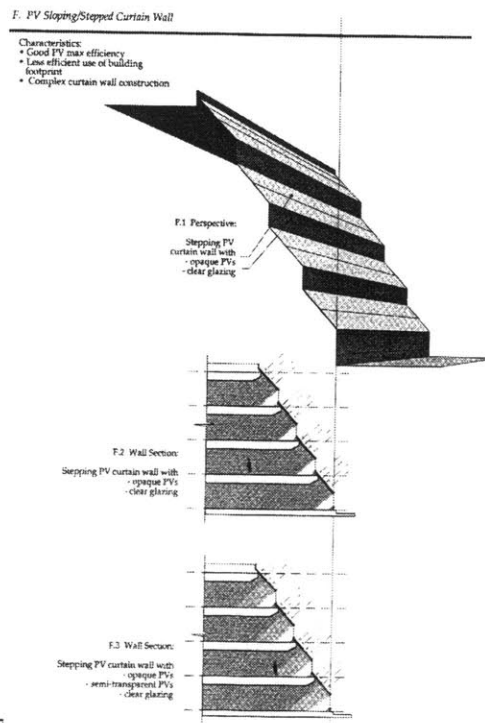 F. PV Sloping/Stepped Curtain Wall
Characteristics:
• Good PV max efficiency
• Less efficient use of building
footprint
• Complex curtain wall construction
F.1 Perspective:
Stepping PV
curtain wall with
- opaque PVs
- clear glazing
F.2 Wall Section:
Stepping PV curtain wall with
- opaque PVs
- clear glazing
F.3 Wall Section:
Stepping PV curtain wall with
- opaque PVs
- semi-transparent PVs
- clear glazing